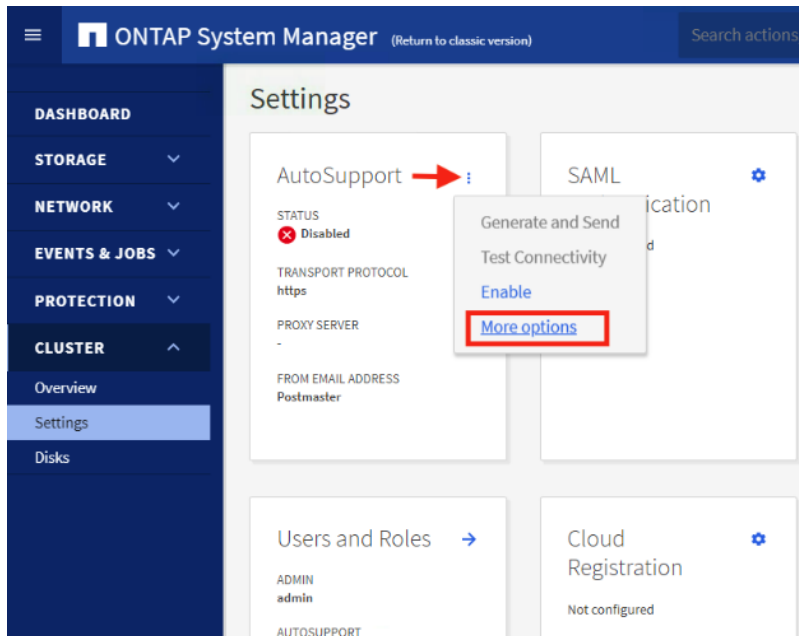 ONTAP System Manager (Return to classic version)
Search actions
DASHBOARD
STORAGE
NETWORK
EVENTS & JOBS
PROTECTION
CLUSTER
Overview
Settings
Disks
Settings
AutoSupport
STATUS
Disabled
TRANSPORT PROTOCOL
https
PROXY SERVER
-
FROM EMAIL ADDRESS
Postmaster
Generate and Send
Test Connectivity
Enable
More options
SAML
Users and Roles
ADMIN
admin
AUTOSUPPORT
Cloud
Registration
Not configured